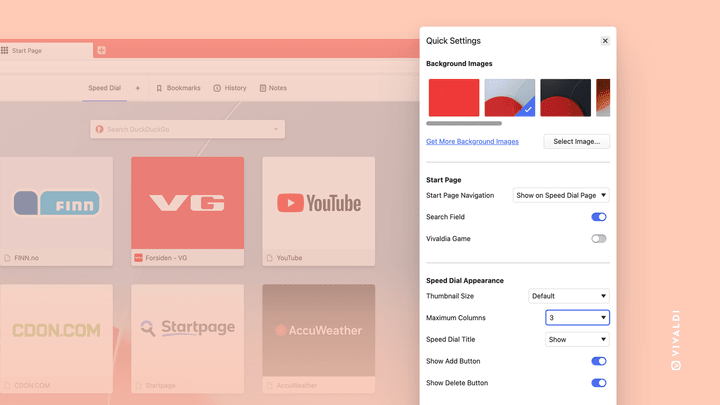 Start Page
Speed Dial
Bookmarks
History
Notes
Search DuckDuckGo
FINN
FINN.no
VG
Forsiden - VG
YouTube
YouTube
CDON.COM
CDON.COM
Startpage
Startpage
AccuWeather
AccuWeather
Quick Settings
Background Images
Get More Background Images
Select Image...
Start Page
Start Page Navigation
Show on Speed Dial Page
Search Field
Vivaldia Game
Speed Dial Appearance
Thumbnail Size
Default
Maximum Columns
3
Speed Dial Title
Show
Show Add Button
Show Delete Button
VIVALDI